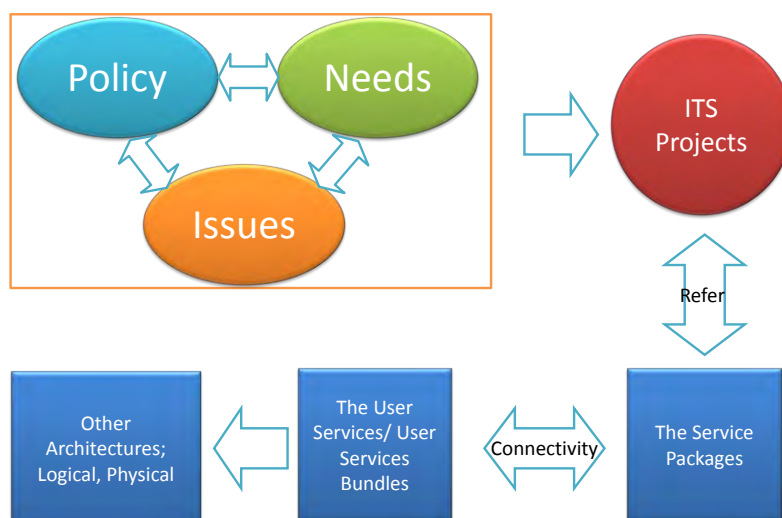 Policy
Needs
Issues
ITS
Projects
Refer
Other
Architectures;
Logical, Physical
The User
Services/ User
Services
Bundles
Connectivity
The Service
Packages